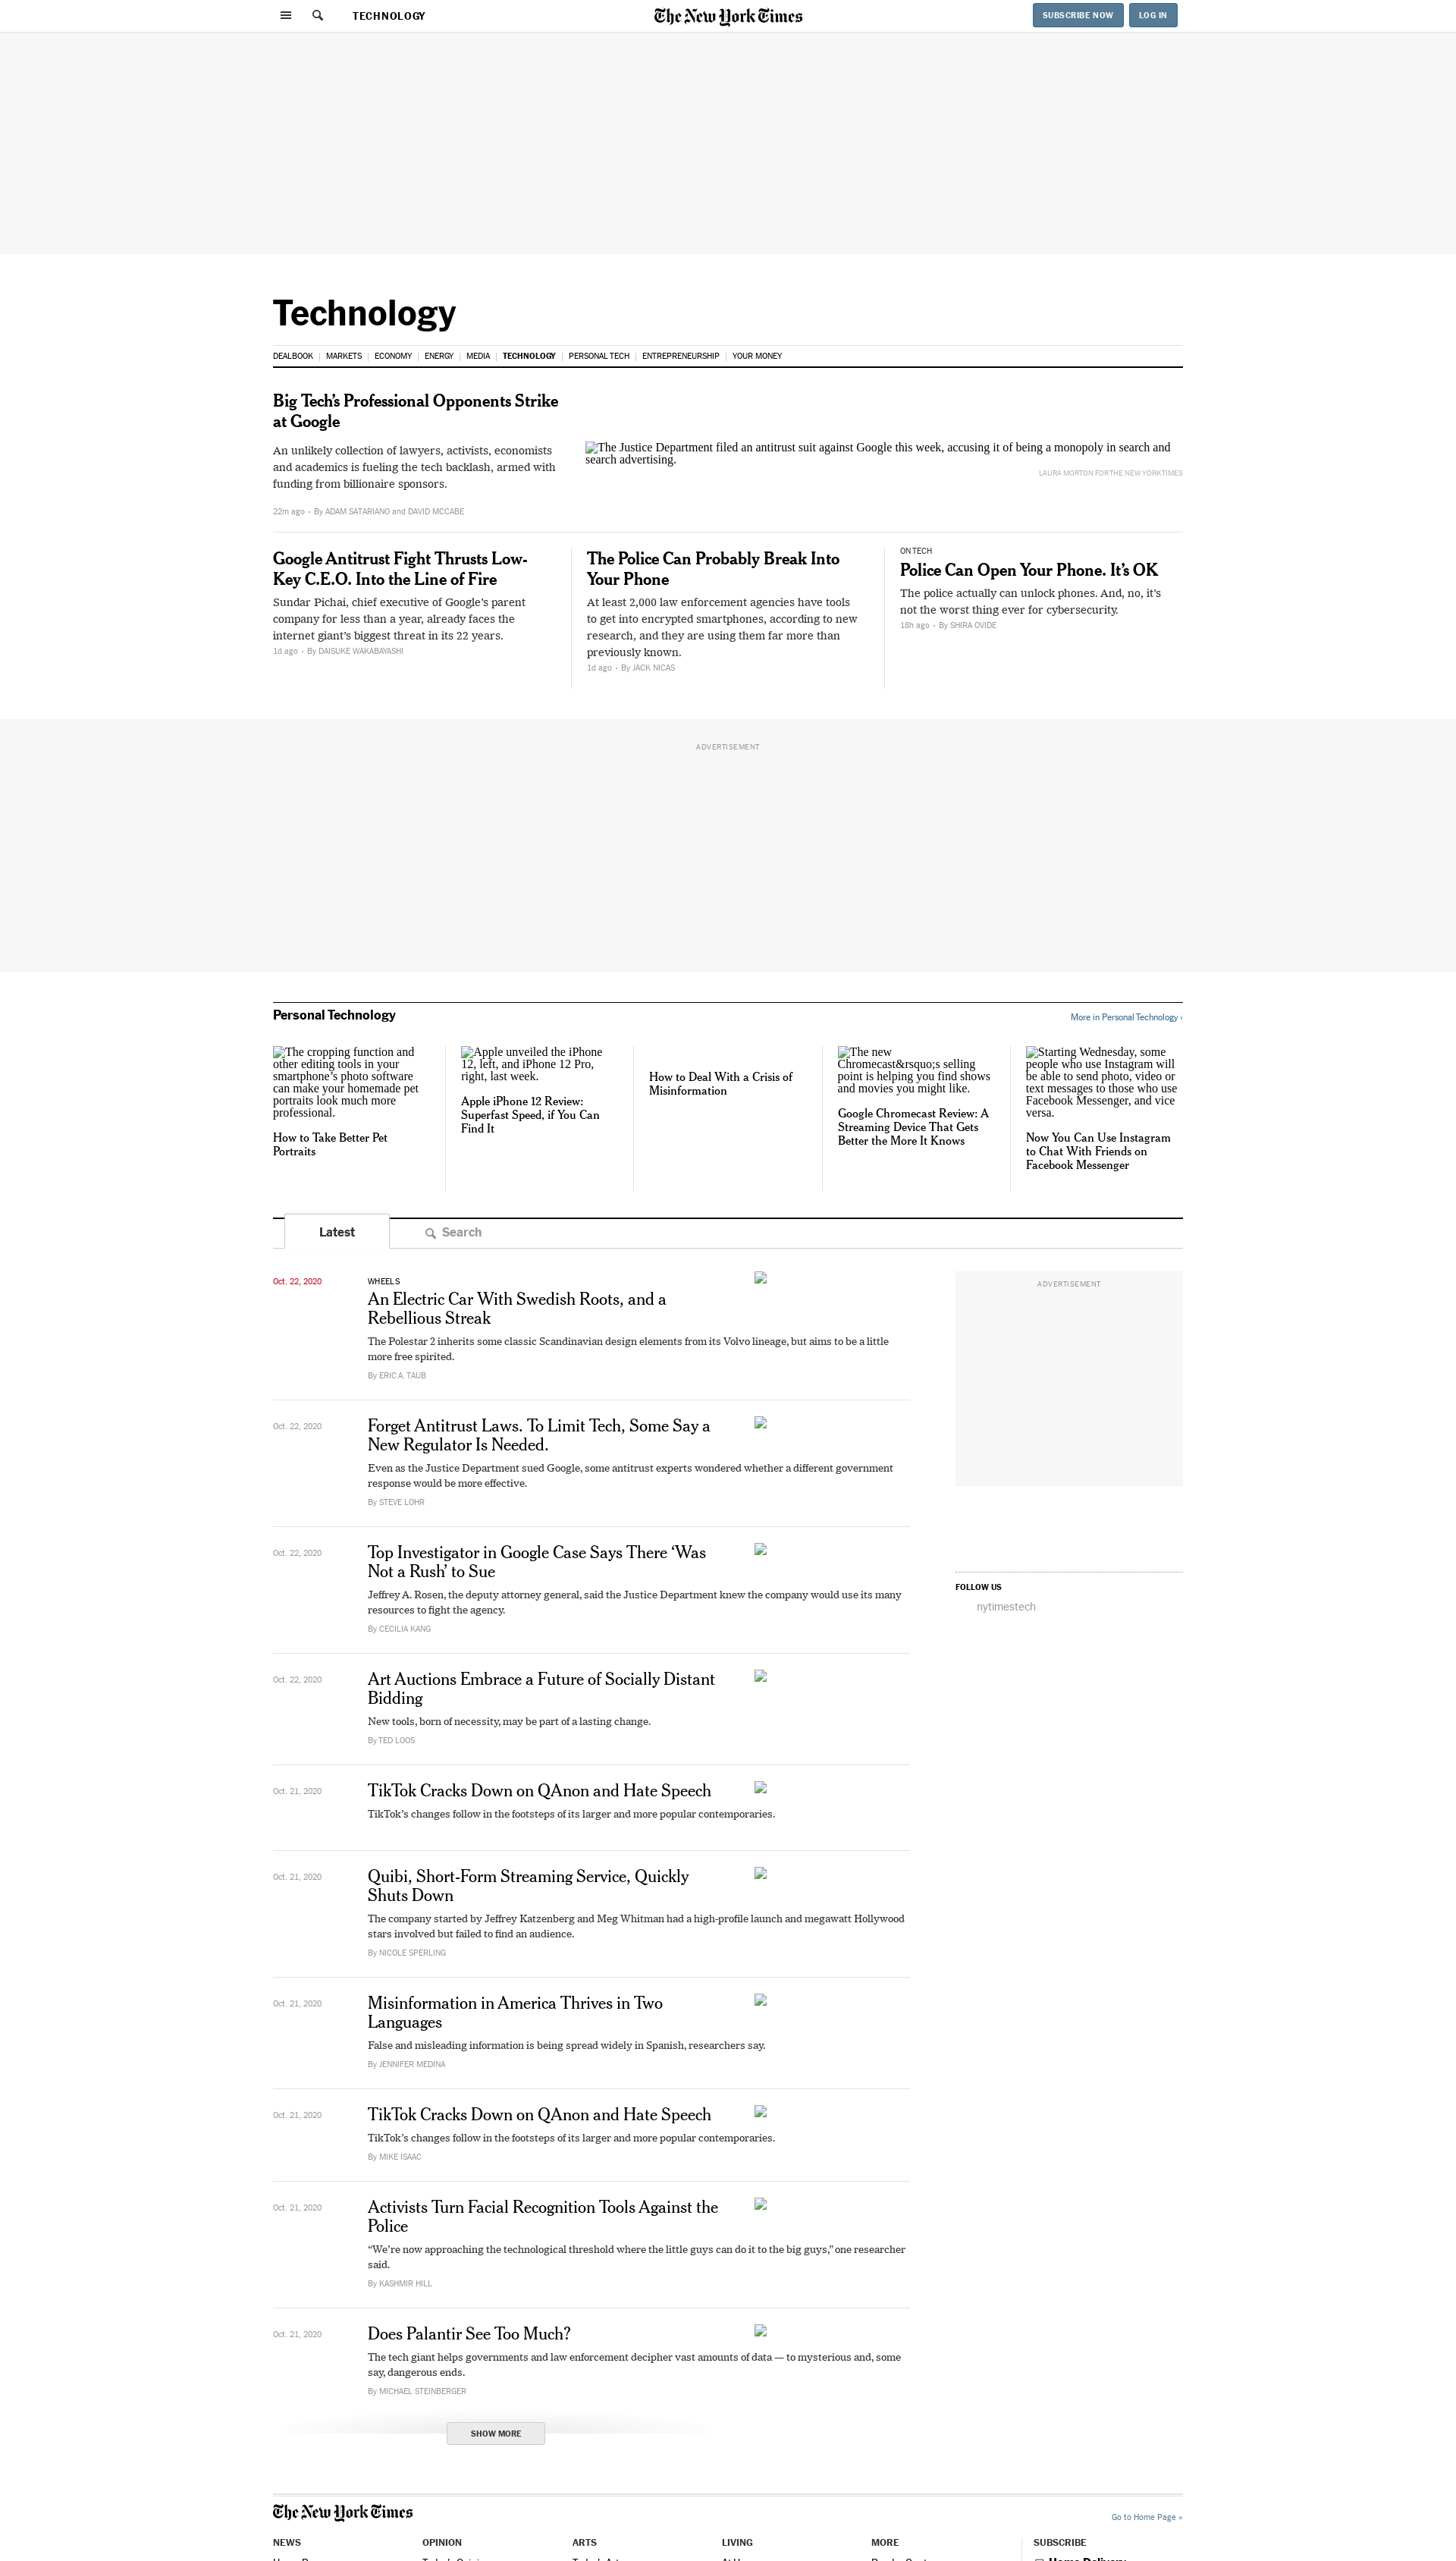 TECHNOLOGY
The New York Times
SUBSCRIBE NOW
LOG IN
Technology
DEALBOOK
MARKETS
ECONOMY
ENERGY
MEDIA
TECHNOLOGY
PERSONAL TECH
ENTREPRENEURSHIP
YOUR MONEY
Big Tech’s Professional Opponents Strike
at Google
An unlikely collection of lawyers, activists, economists
and academics is fueling the tech backlash, armed with
funding from billionaire sponsors.
22m ago • By ADAM SATARIANO and DAVID MCCABE
The Justice Department filed an antitrust suit against Google this week, accusing it of being a monopoly in search and
search advertising.
LAURA MORTON FOR THE NEW YORK TIMES
Google Antitrust Fight Thrusts Low-
Key C.E.O. Into the Line of Fire
Sundar Pichai, chief executive of Google’s parent
company for less than a year, already faces the
internet giant’s biggest threat in its 22 years.
1d ago • By DAISUKE WAKABAYASHI
The Police Can Probably Break Into
Your Phone
At least 2,000 law enforcement agencies have tools
to get into encrypted smartphones, according to new
research, and they are using them far more than
previously known.
1d ago • By JACK NICAS
ON TECH
Police Can Open Your Phone. It’s OK
The police actually can unlock phones. And, no, it’s
not the worst thing ever for cybersecurity.
18h ago • By SHIRA OVIDE
ADVERTISEMENT
Personal Technology
More in Personal Technology ›
The cropping function and
other editing tools in your
smartphone’s photo software
can make your homemade pet
portraits look much more
professional.
How to Take Better Pet
Portraits
Apple unveiled the iPhone
12, left, and iPhone 12 Pro,
right, last week.
Apple iPhone 12 Review:
Superfast Speed, if You Can
Find It
How to Deal With a Crisis of
Misinformation
The new
Chromecast&rsquo;s selling
point is helping you find shows
and movies you might like.
Google Chromecast Review: A
Streaming Device That Gets
Better the More It Knows
Starting Wednesday, some
people who use Instagram will
be able to send photo, video or
text messages to those who use
Facebook Messenger, and vice
versa.
Now You Can Use Instagram
to Chat With Friends on
Facebook Messenger
Latest
Search
Oct. 22, 2020
WHEELS
An Electric Car With Swedish Roots, and a
Rebellious Streak
The Polestar 2 inherits some classic Scandinavian design elements from its Volvo lineage, but aims to be a little
more free spirited.
By ERIC A. TAUB
Oct. 22, 2020
Forget Antitrust Laws. To Limit Tech, Some Say a
New Regulator Is Needed.
Even as the Justice Department sued Google, some antitrust experts wondered whether a different government
response would be more effective.
By STEVE LOHR
Oct. 22, 2020
Top Investigator in Google Case Says There ‘Was
Not a Rush’ to Sue
Jeffrey A. Rosen, the deputy attorney general, said the Justice Department knew the company would use its many
resources to fight the agency.
By CECILIA KANG
Oct. 22, 2020
Art Auctions Embrace a Future of Socially Distant
Bidding
New tools, born of necessity, may be part of a lasting change.
By TED LOOS
Oct. 21, 2020
TikTok Cracks Down on QAnon and Hate Speech
TikTok’s changes follow in the footsteps of its larger and more popular contemporaries.
Oct. 21, 2020
Quibi, Short-Form Streaming Service, Quickly
Shuts Down
The company started by Jeffrey Katzenberg and Meg Whitman had a high-profile launch and megawatt Hollywood
stars involved but failed to find an audience.
By NICOLE SPERLING
Oct. 21, 2020
Misinformation in America Thrives in Two
Languages
False and misleading information is being spread widely in Spanish, researchers say.
By JENNIFER MEDINA
Oct. 21, 2020
TikTok Cracks Down on QAnon and Hate Speech
TikTok’s changes follow in the footsteps of its larger and more popular contemporaries.
By MIKE ISAAC
Oct. 21, 2020
Activists Turn Facial Recognition Tools Against the
Police
“We’re now approaching the technological threshold where the little guys can do it to the big guys,” one researcher
said.
By KASHMIR HILL
Oct. 21, 2020
Does Palantir See Too Much?
The tech giant helps governments and law enforcement decipher vast amounts of data — to mysterious and, some
say, dangerous ends.
By MICHAEL STEINBERGER
SHOW MORE
ADVERTISEMENT
FOLLOW US
nytimestech
The New York Times
Go to Home Page »
NEWS
OPINION
ARTS
LIVING
MORE
SUBSCRIBE